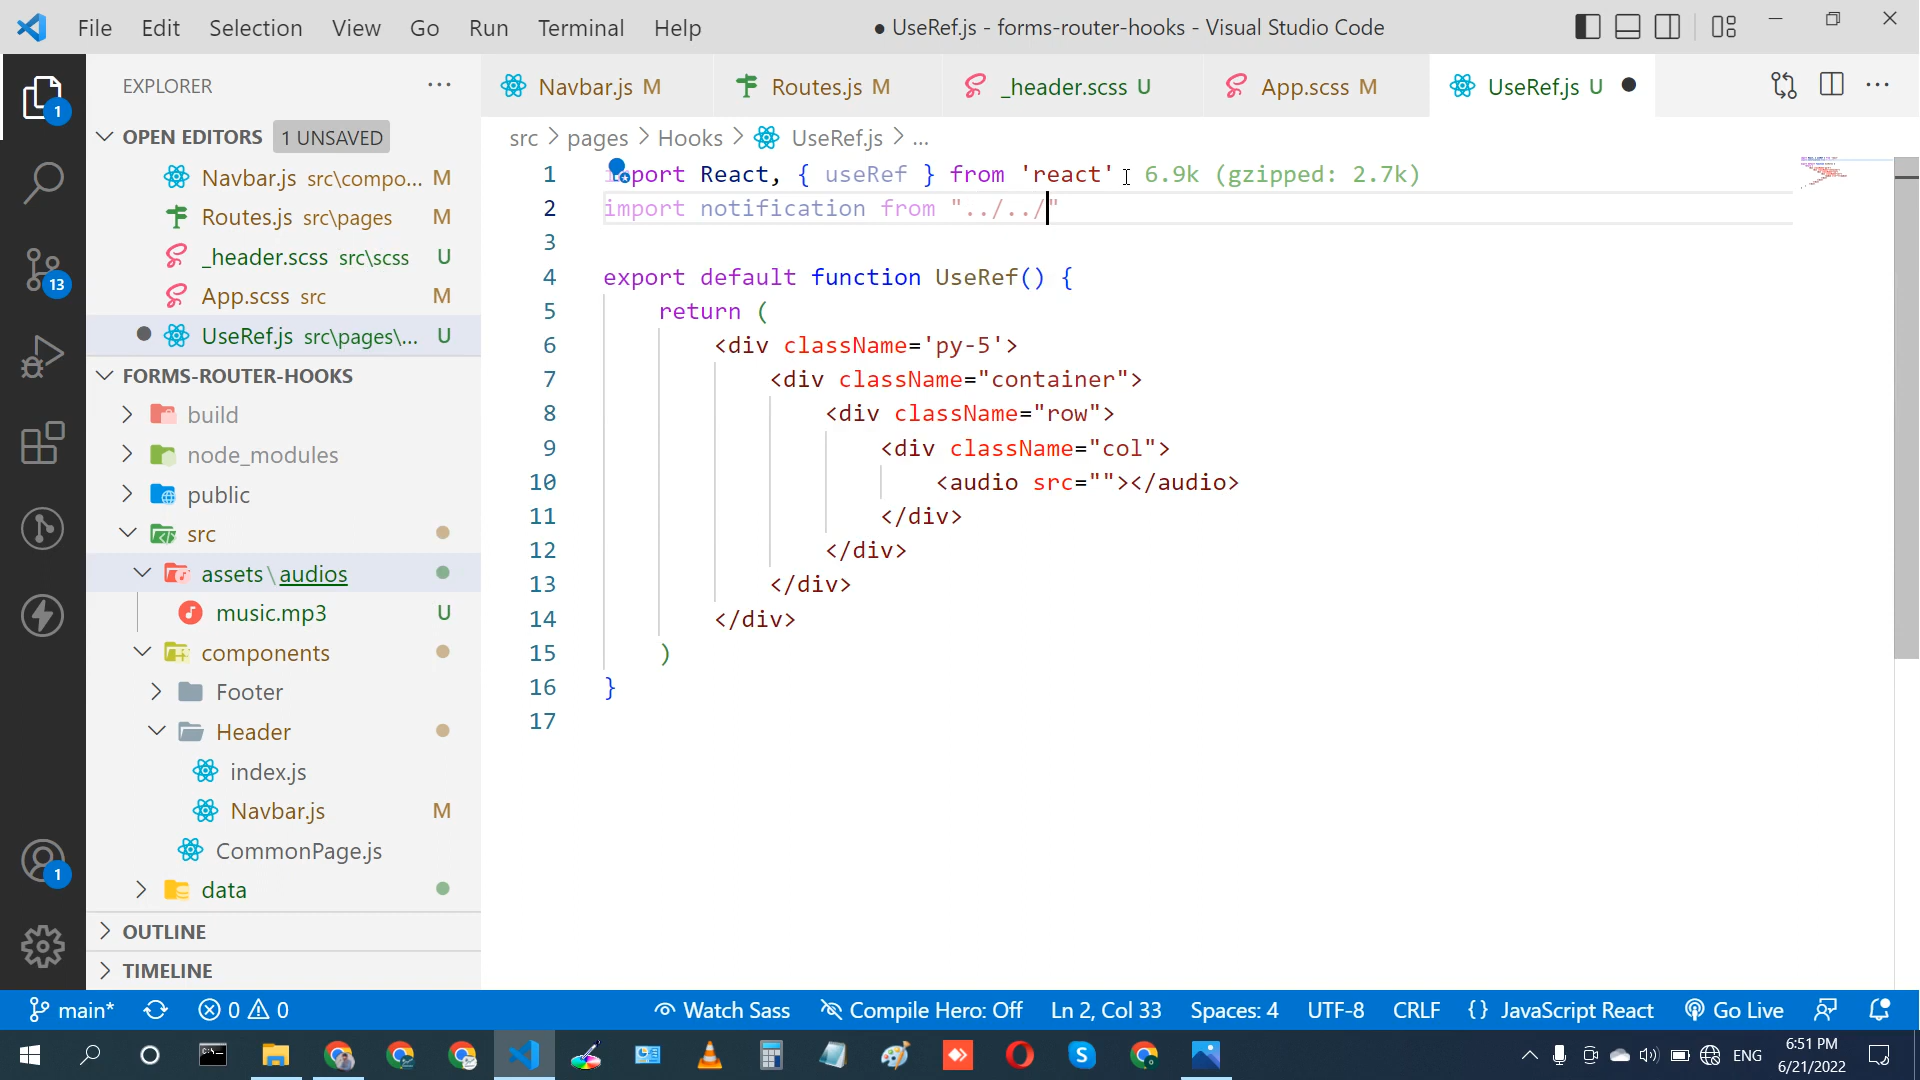 File Edit Selection View Go Run Terminal Help
● UseRef.js - forms-router-hooks - Visual Studio Code
EXPLORER
Navbar.js M
Routes.js M
_header.scss U
App.scss M
UseRef.js U
OPEN EDITORS 1 UNSAVED
Navbar.js src\compo... M
Routes.js src\pages M
_header.scss src\scss U
App.scss src M
UseRef.js src\pages\... U
FORMS-ROUTER-HOOKS
build
node_modules
public
src
assets\audios
music.mp3 U
components
Footer
Header
index.js
Navbar.js M
CommonPage.js
data
OUTLINE
TIMELINE
1
13
1
src > pages > Hooks > UseRef.js > ...
1 import React, { useRef } from 'react' 6.9k (gzipped: 2.7k)
2 import notification from "../../"
3
4 export default function UseRef() {
5 return (
6 <div className='py-5'>
7 <div className="container">
8 <div className="row">
9 <div className="col">
10 <audio src=""></audio>
11 </div>
12 </div>
13 </div>
14 </div>
15 )
16 }
17
main* 0 0 Watch Sass Compile Hero: Off Ln 2, Col 33 Spaces: 4 UTF-8 CRLF {} JavaScript React Go Live
ENG
6:51 PM
6/21/2022